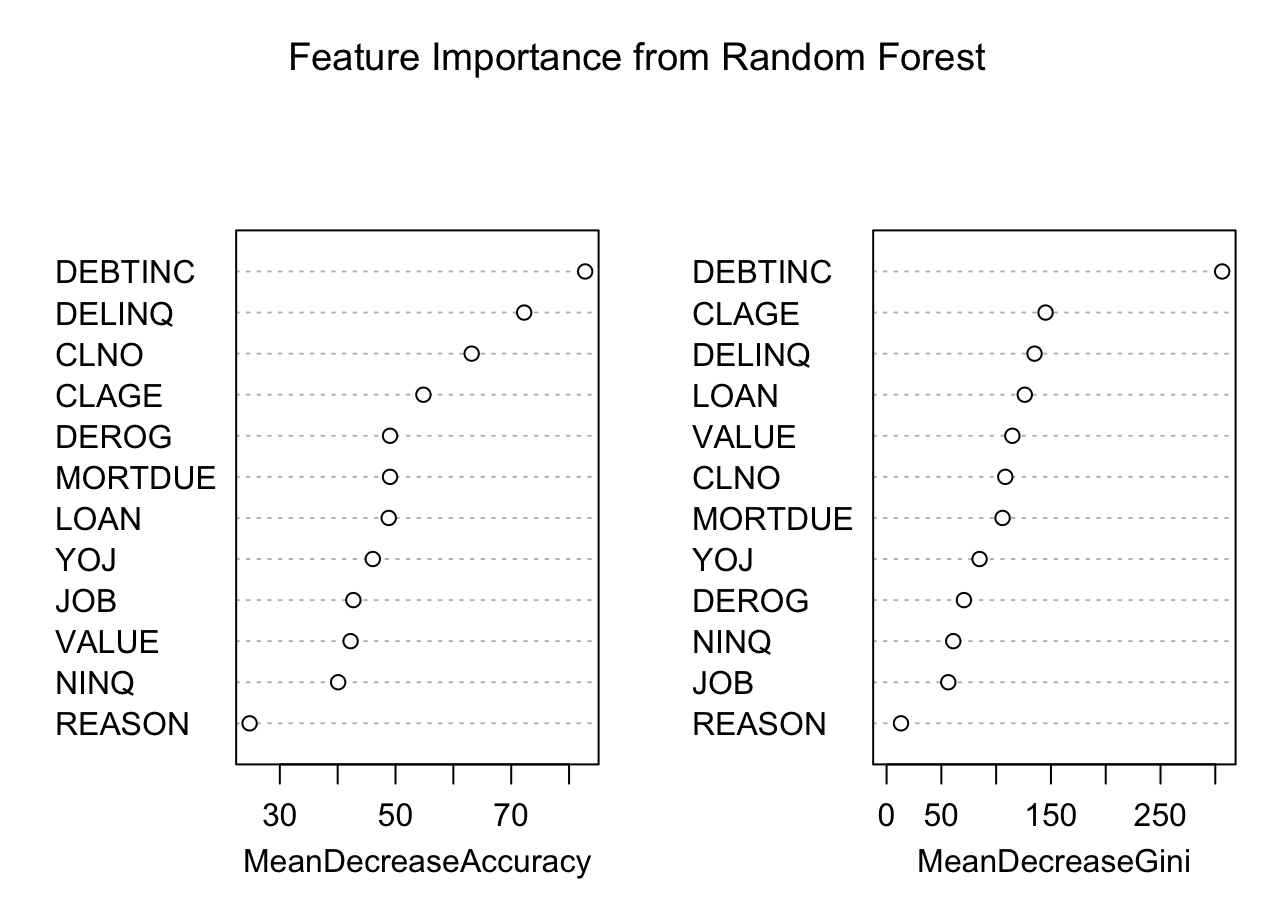 Feature Importance from Random Forest
DEBTINC
DELINQ
CLNO
CLAGE
DEROG
MORTDUE
LOAN
YOJ
JOB
VALUE
NINQ
REASON
30 50 70
MeanDecreaseAccuracy
DEBTINC
CLAGE
DELINQ
LOAN
VALUE
CLNO
MORTDUE
YOJ
DEROG
NINQ
JOB
REASON
0 50 150 250
MeanDecreaseGini